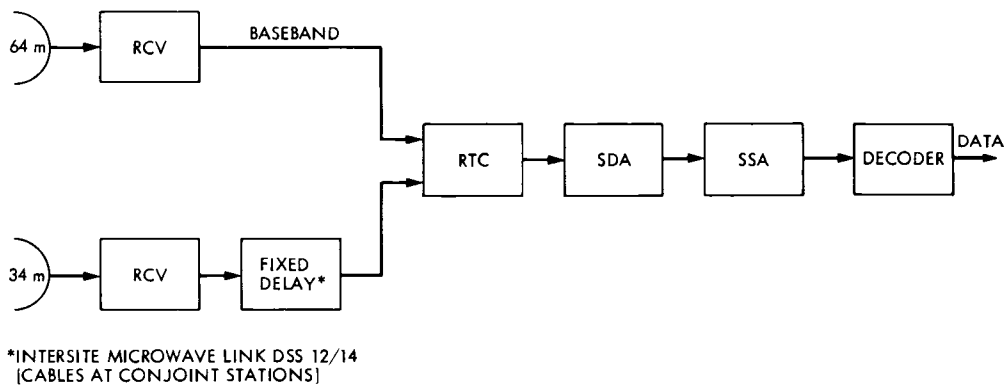 64 m
RCV
BASEBAND
RTC
SDA
SSA
DECODER
DATA
34 m
RCV
FIXED
DELAY*
*INTERSITE MICROWAVE LINK DSS 12/14
[CABLES AT CONJOINT STATIONS]